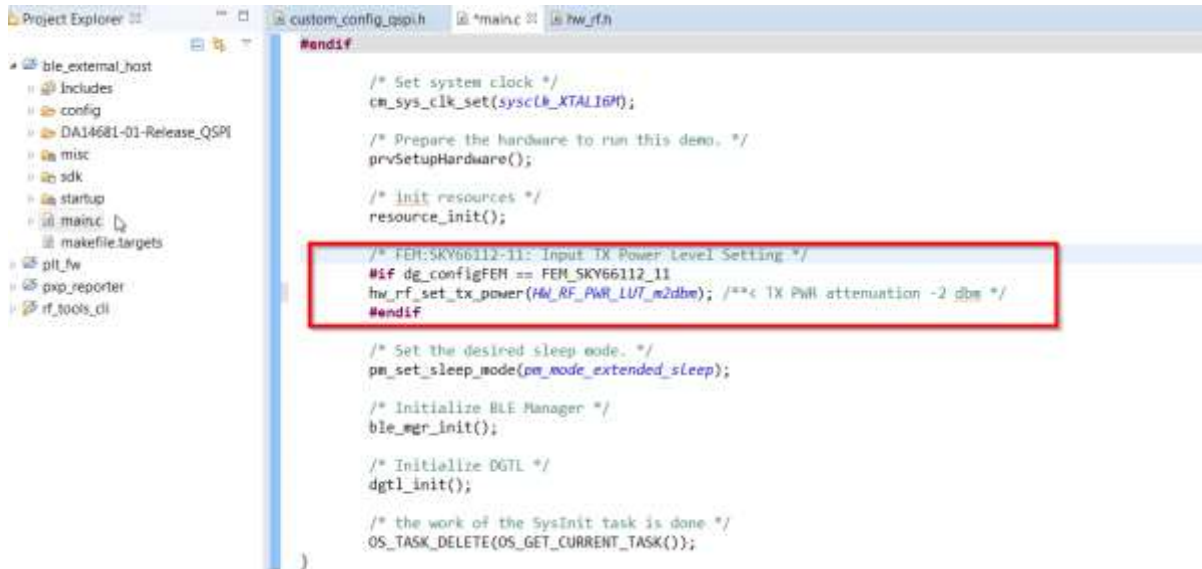 Project Explorer
ble_external_host
Includes
config
DA14681-01-Release_QSPI
misc
sdk
startup
main.c
makefile.targets
plt_fw
pxp_reporter
rf_tools_cli
custom_config_qspi.h
*main.c
hw_rf.h
#endif
/* Set system clock */
cm_sys_clk_set(sysclk_XTAL16M);
/* Prepare the hardware to run this demo. */
prvSetupHardware();
/* init resources */
resource_init();
/* FEM:SKY66112-11: Input TX Power Level Setting */
#if dg_configFEM == FEM_SKY66112_11
hw_rf_set_tx_power(HW_RF_PWR_LUT_m2dbm); /**< TX PWR attenuation -2 dbm */
#endif
/* Set the desired sleep mode. */
pm_set_sleep_mode(pm_mode_extended_sleep);
/* Initialize BLE Manager */
ble_mgr_init();
/* Initialize DGTL */
dgtl_init();
/* the work of the SysInit task is done */
OS_TASK_DELETE(OS_GET_CURRENT_TASK());
}